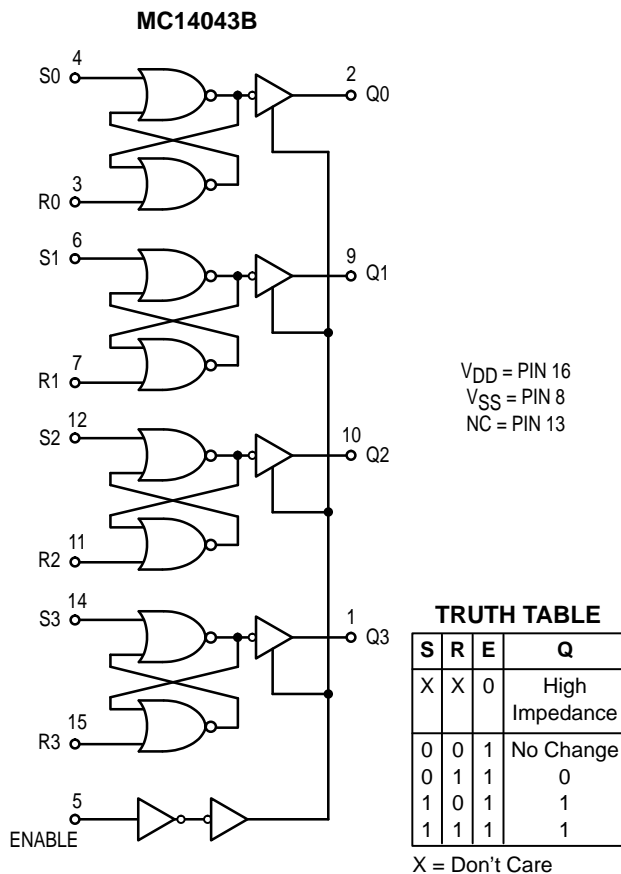 MC14043B
4
S0
2
Q0
3
R0
6
S1
9
Q1
7
R1
12
S2
10
Q2
11
R2
14
S3
1
Q3
15
R3
5
ENABLE
VDD = PIN 16
VSS = PIN 8
NC = PIN 13
TRUTH TABLE
S R E Q
X X 0 High
Impedance
0 0 1 No Change
0 1 1 0
1 0 1 1
1 1 1 1
X = Don't Care